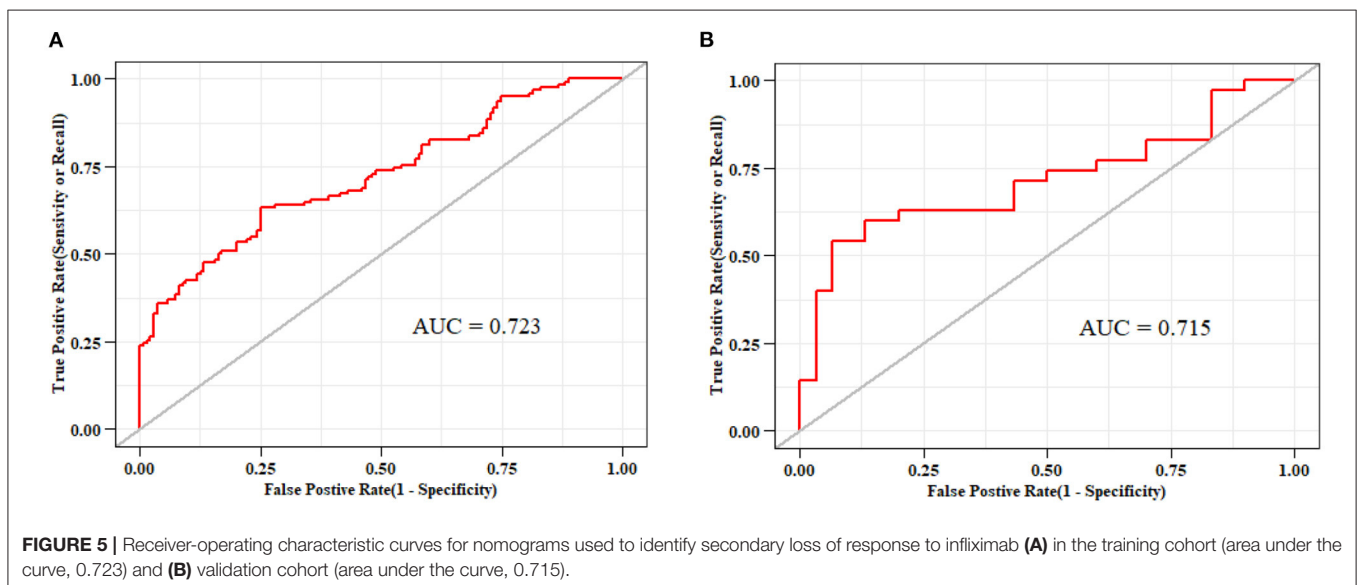 A
True Positive Rate(Sensivity or Recall)
1.00
0.75
0.50
0.25
0.00
AUC = 0.723
0.00 0.25 0.50 0.75 1.00
False Postive Rate(1 - Specificity)
B
True Positive Rate(Sensivity or Recall)
1.00
0.75
0.50
0.25
0.00
AUC = 0.715
0.00 0.25 0.50 0.75 1.00
False Postive Rate(1 - Specificity)
FIGURE 5 | Receiver-operating characteristic curves for nomograms used to identify secondary loss of response to infliximab (A) in the training cohort (area under the
curve, 0.723) and (B) validation cohort (area under the curve, 0.715).